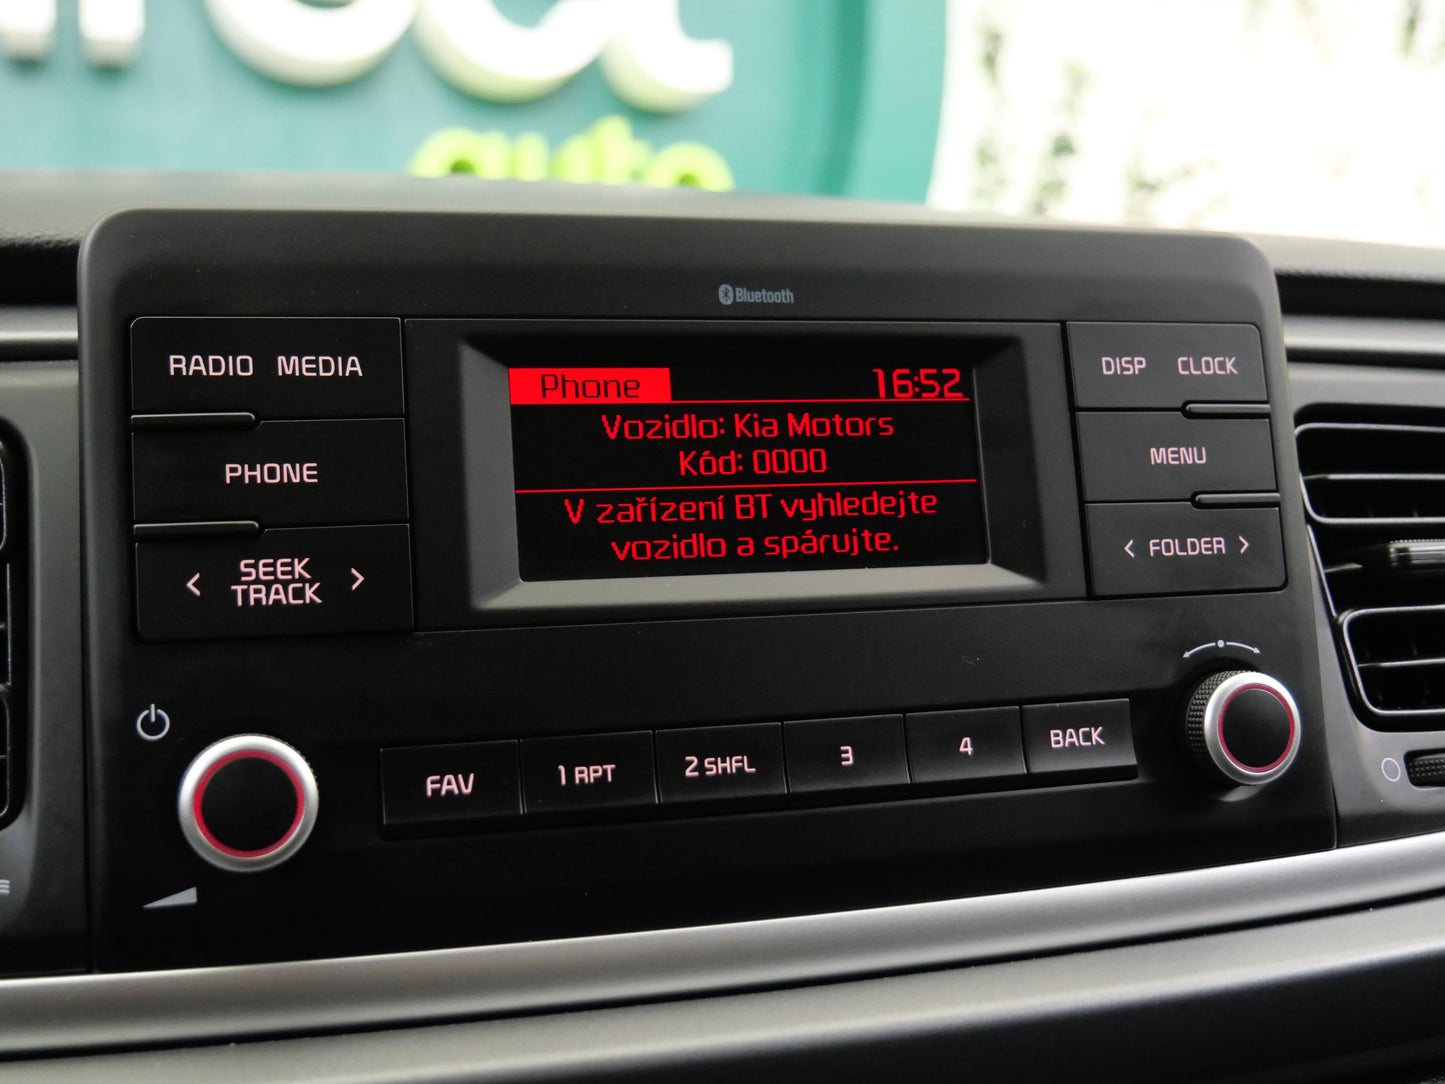 auto
Bluetooth
RADIO MEDIA
PHONE
< SEEK TRACK >
Phone 16:52
Vozidlo: Kia Motors
Kód: 0000
V zařízení BT vyhledejte
vozidlo a spárujte.
DISP CLOCK
MENU
< FOLDER >
FAV
1 RPT
2 SHFL
3
4
BACK